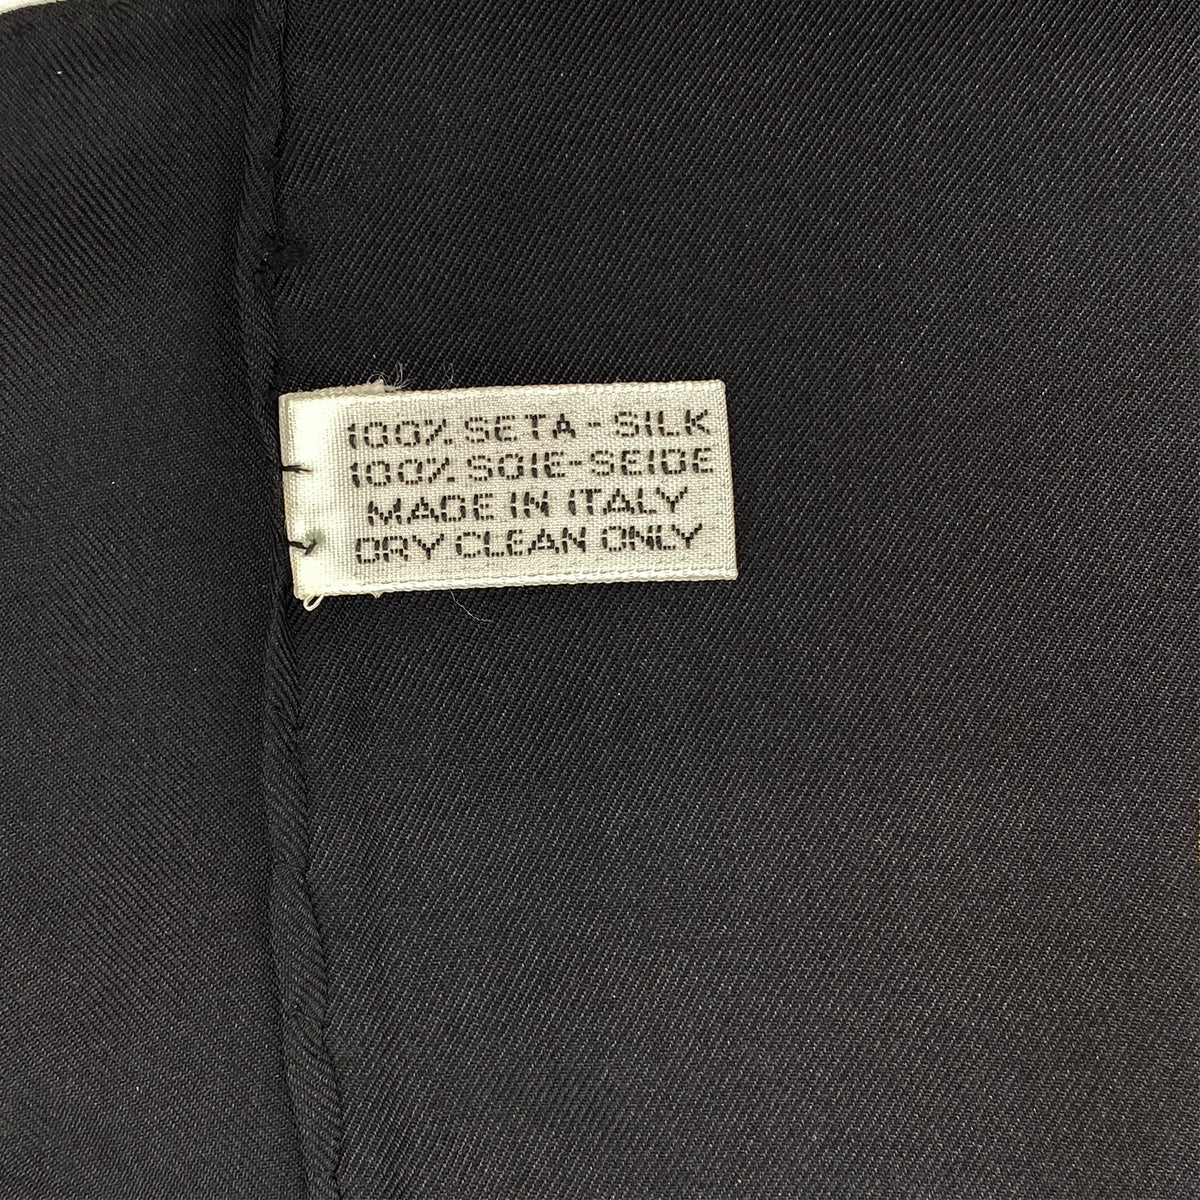 100% SETA - SILK
100% SOIE-SEIDE
MADE IN ITALY
DRY CLEAN ONLY